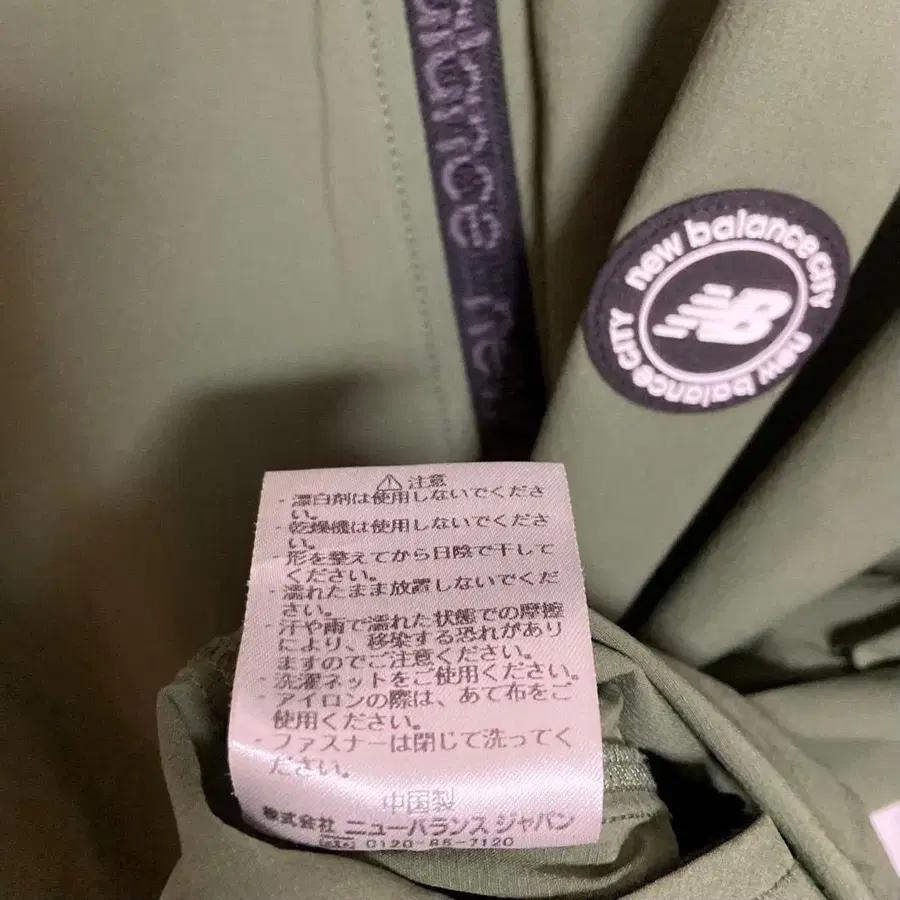 alance ne
new balance CITY
new balance CITY
NB
⚠ 注意
・漂白剤は使用しないでくださ
い。
・乾燥機は使用しないでくださ
い。
・形を整えてから日陰で干して
ください。
・濡れたまま放置しないでくだ
さい。
・汗や雨で濡れた状態での摩擦
により、移染する恐れがあり
ますのでご注意ください。
・洗濯ネットをご使用ください。
・アイロンの際は、あて布をご
使用ください。
・ファスナーは閉じて洗ってく
ださい。
中国製
株式会社 ニューバランス ジャパン
0120-85-7120